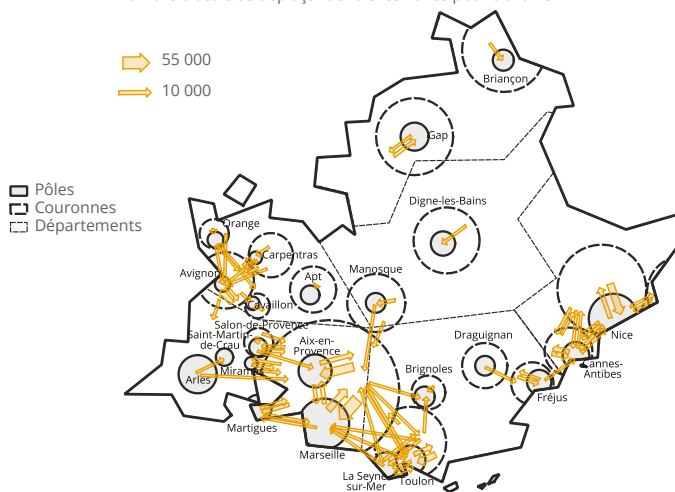 55 000
10 000
Pôles
Couronnes
Départements
Briançon
Gap
Digne-les-Bains
Orange
Carpentras
Avignon
Apt
Manosque
Cavaillon
Salon-de-Provence
Saint-Martin-
de-Crau
Aix-en-
Provence
Draguignan
Nice
Miramas
Arles
Brignoles
Cannes-
Antibes
Fréjus
Martigues
Marseille
La Seyne-
sur-Mer
Toulon